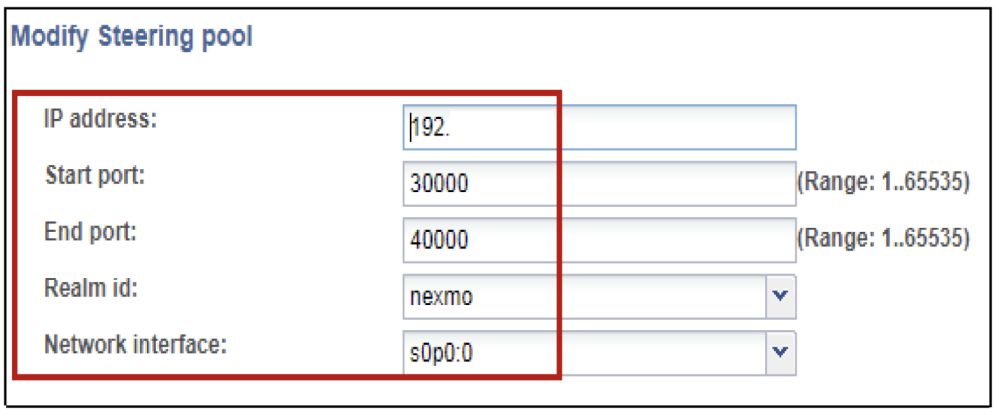 Modify Steering pool
IP address: 192.
Start port: 30000 (Range: 1..65535)
End port: 40000 (Range: 1..65535)
Realm id: nexmo
Network interface: s0p0:0